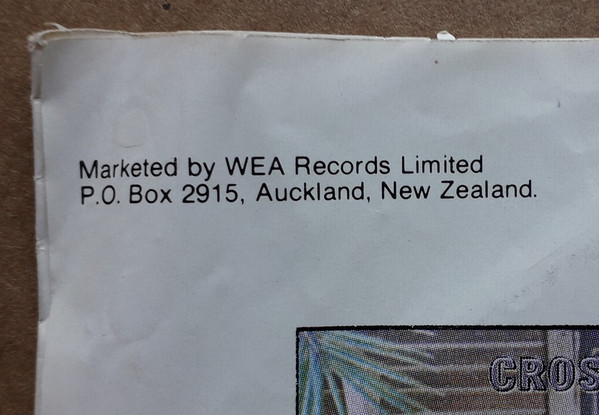 Marketed by WEA Records Limited
P.O. Box 2915, Auckland, New Zealand.
CROS